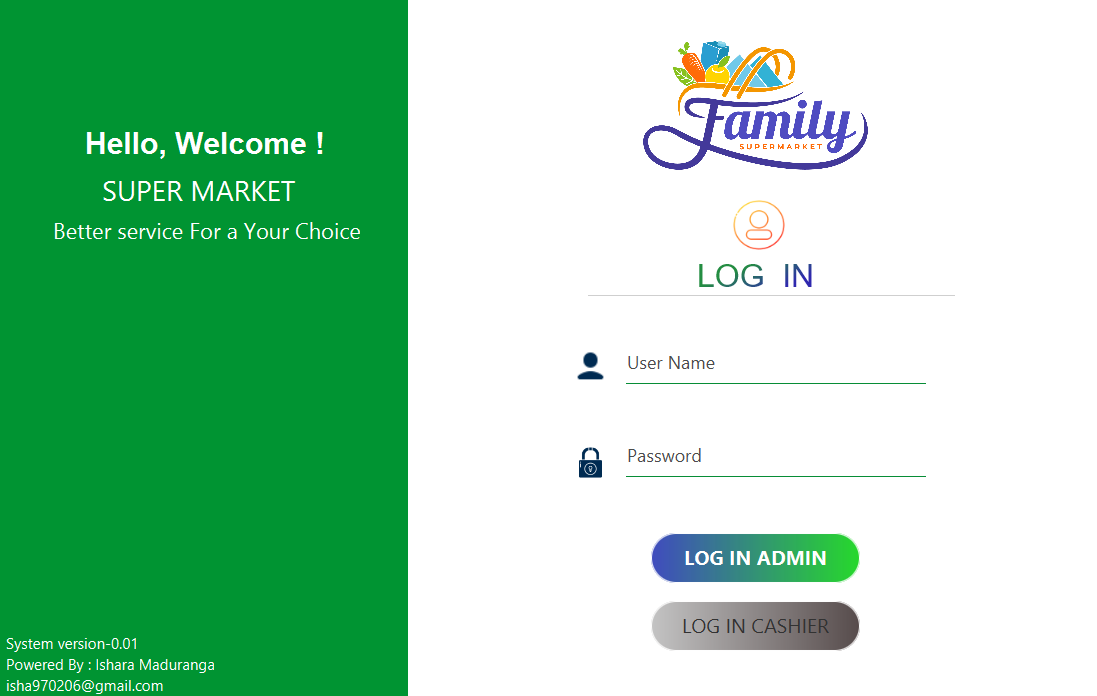 Hello, Welcome !
SUPER MARKET
Better service For a Your Choice
System version-0.01
Powered By : Ishara Maduranga
isha970206@gmail.com
Family
SUPERMARKET
LOG IN
User Name
Password
LOG IN ADMIN
LOG IN CASHIER